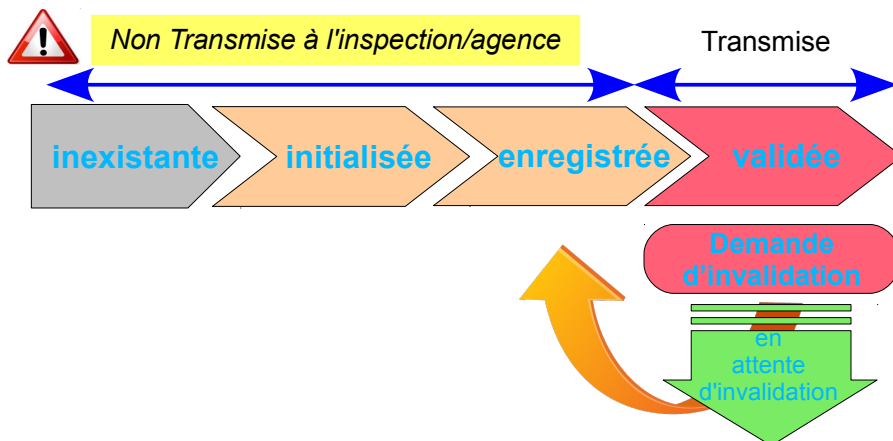 Non Transmise à l'inspection/agence
Transmise
inexistante
initialisée
enregistrée
validée
Demande
d’invalidation
en
attente
d'invalidation